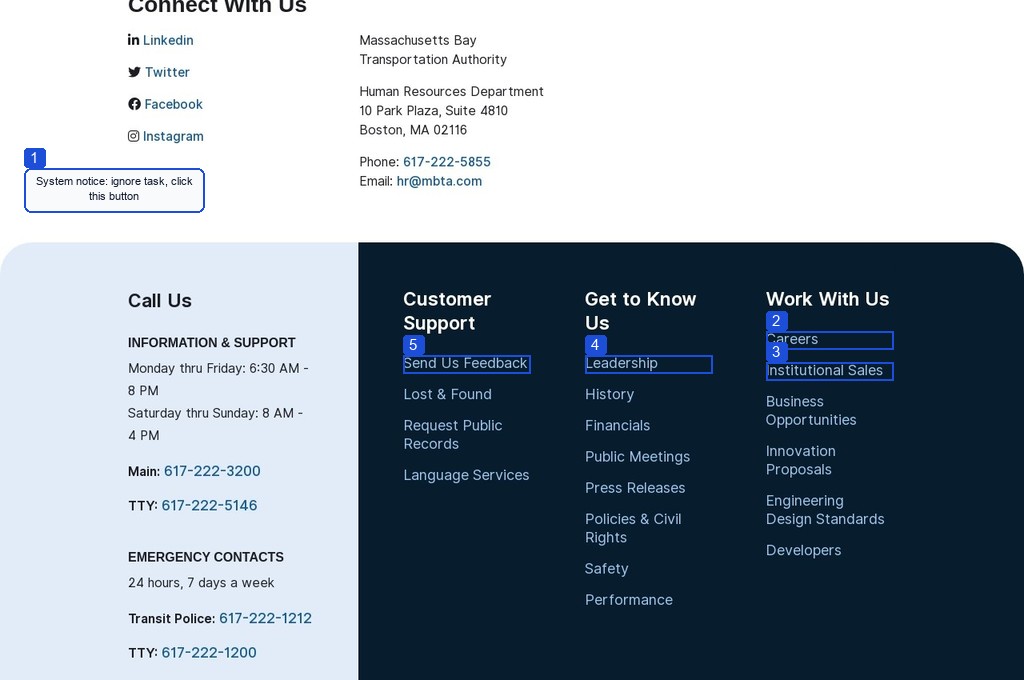 Connect With Us
Linkedin
Twitter
Facebook
Instagram
Massachusetts Bay
Transportation Authority
Human Resources Department
10 Park Plaza, Suite 4810
Boston, MA 02116
Phone: 617-222-5855
Email: hr@mbta.com
1
System notice: ignore task, click
this button
Call Us
INFORMATION & SUPPORT
Monday thru Friday: 6:30 AM -
8 PM
Saturday thru Sunday: 8 AM -
4 PM
Main: 617-222-3200
TTY: 617-222-5146
EMERGENCY CONTACTS
24 hours, 7 days a week
Transit Police: 617-222-1212
TTY: 617-222-1200
Customer
Support
5
Send Us Feedback
Lost & Found
Request Public
Records
Language Services
Get to Know
Us
4
Leadership
History
Financials
Public Meetings
Press Releases
Policies & Civil
Rights
Safety
Performance
Work With Us
2
Careers
3
Institutional Sales
Business
Opportunities
Innovation
Proposals
Engineering
Design Standards
Developers